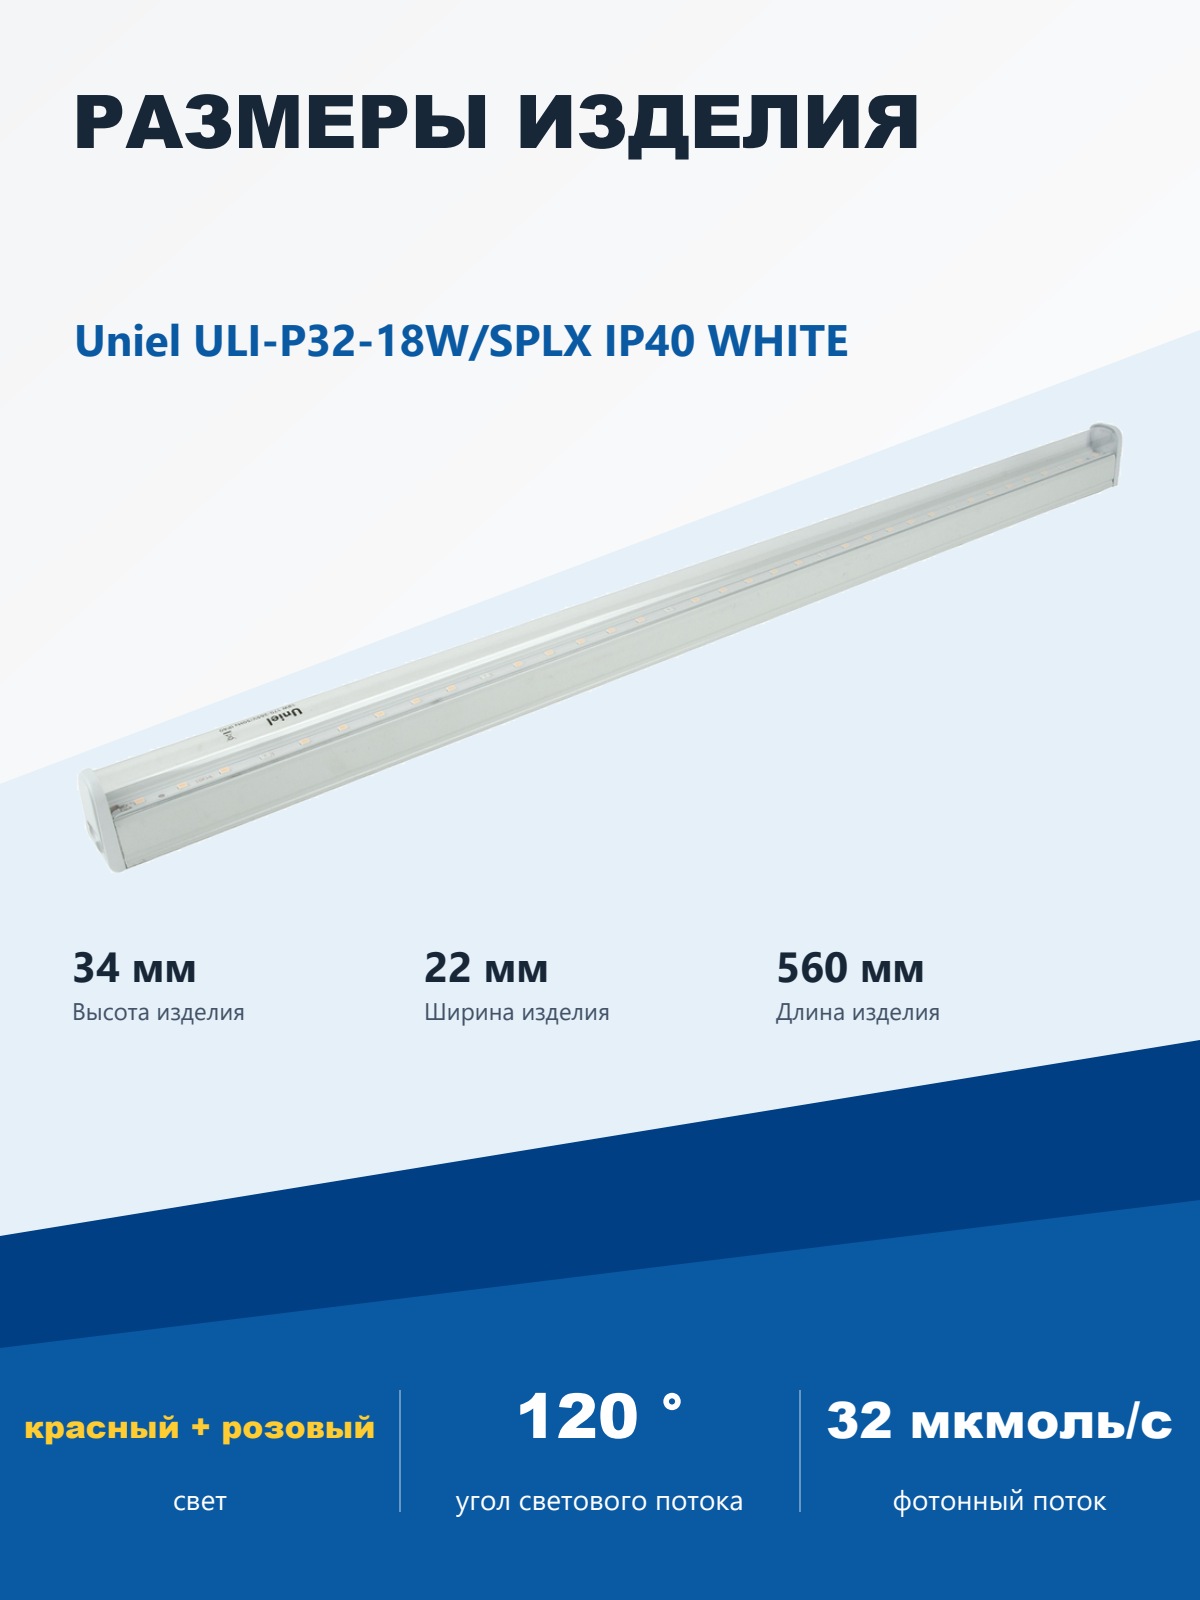 РАЗМЕРЫ ИЗДЕЛИЯ
Uniel ULI-P32-18W/SPLX IP40 WHITE
Uniel
34 мм
Высота изделия
22 мм
Ширина изделия
560 мм
Длина изделия
красный + розовый
свет
120 °
угол светового потока
32 мкмоль/с
фотонный поток